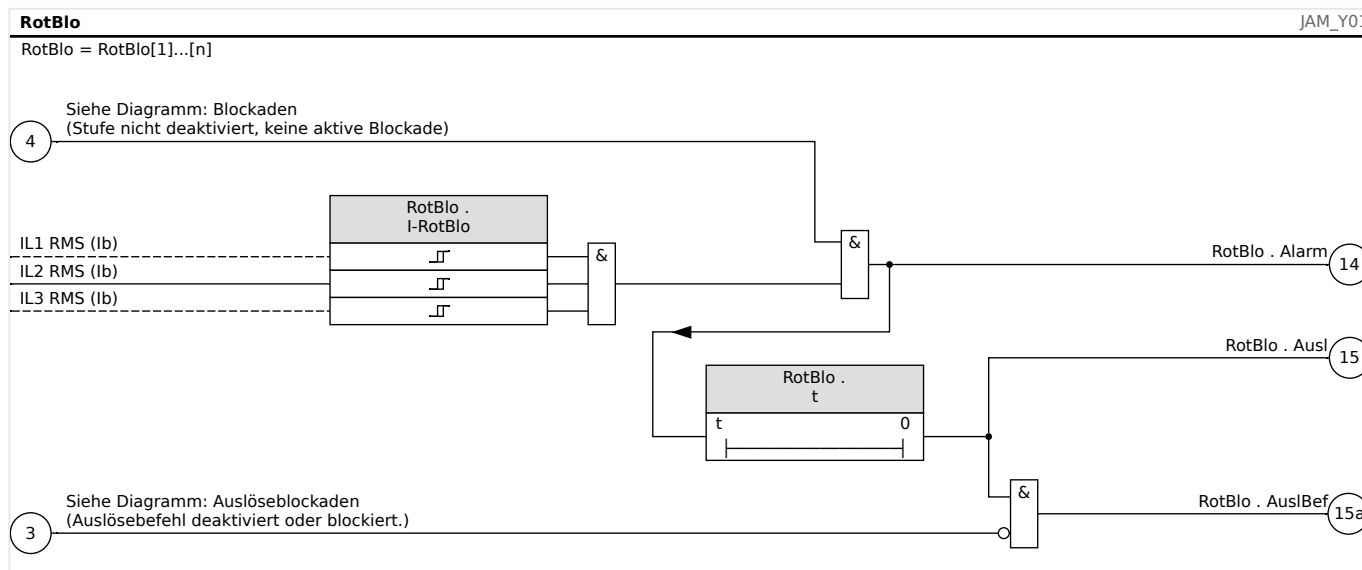 RotBlo
JAM_Y01
RotBlo = RotBlo[1]...[n]
Siehe Diagramm: Blockaden
(Stufe nicht deaktiviert, keine aktive Blockade)
4
RotBlo .
I-RotBlo
IL1 RMS (Ib)
IL2 RMS (Ib)
IL3 RMS (Ib)
&
&
RotBlo . Alarm
14
RotBlo . Ausl
15
RotBlo .
t
t
0
Siehe Diagramm: Auslöseblockaden
(Auslösebefehl deaktiviert oder blockiert.)
3
&
RotBlo . AuslBef
15a